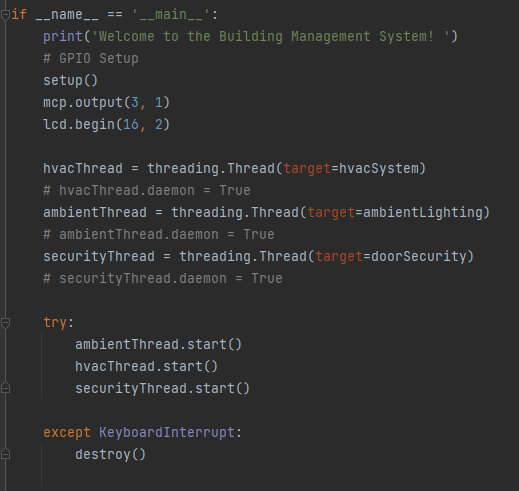 if __name__ == '__main__':
    print('Welcome to the Building Management System! ')
    # GPIO Setup
    setup()
    mcp.output(3, 1)
    lcd.begin(16, 2)

    hvacThread = threading.Thread(target=hvacSystem)
    # hvacThread.daemon = True
    ambientThread = threading.Thread(target=ambientLighting)
    # ambientThread.daemon = True
    securityThread = threading.Thread(target=doorSecurity)
    # securityThread.daemon = True

    try:
        ambientThread.start()
        hvacThread.start()
        securityThread.start()

    except KeyboardInterrupt:
        destroy()